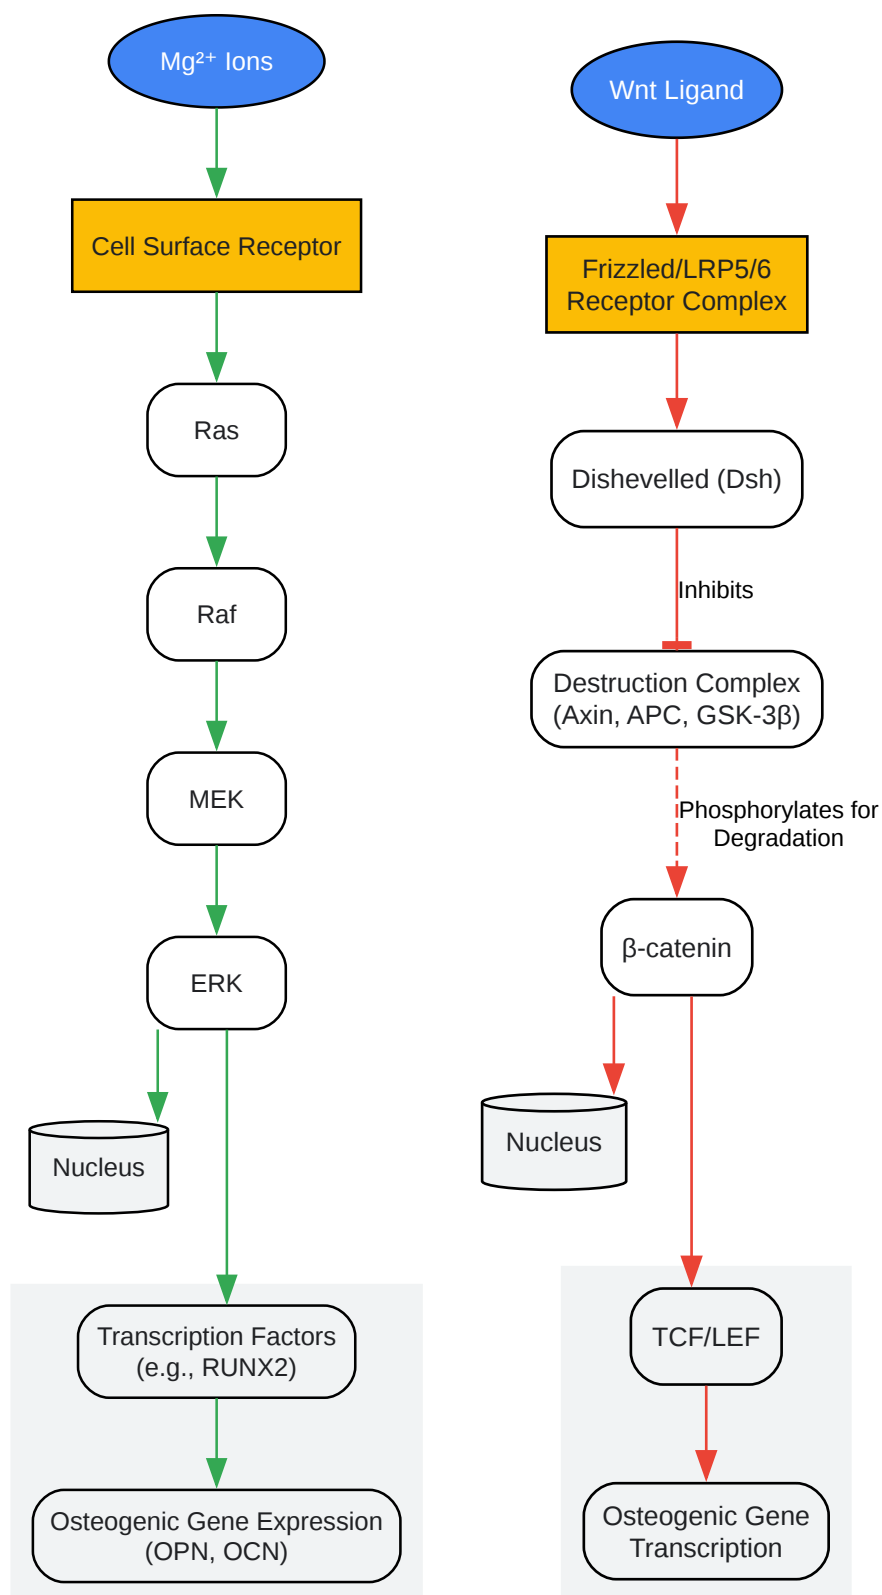 Mg²⁺ Ions
Cell Surface Receptor
Ras
Raf
MEK
ERK
Nucleus
Transcription Factors
(e.g., RUNX2)
Osteogenic Gene Expression
(OPN, OCN)
Wnt Ligand
Frizzled/LRP5/6
Receptor Complex
Dishevelled (Dsh)
Inhibits
Destruction Complex
(Axin, APC, GSK-3β)
Phosphorylates for
Degradation
β-catenin
Nucleus
TCF/LEF
Osteogenic Gene
Transcription